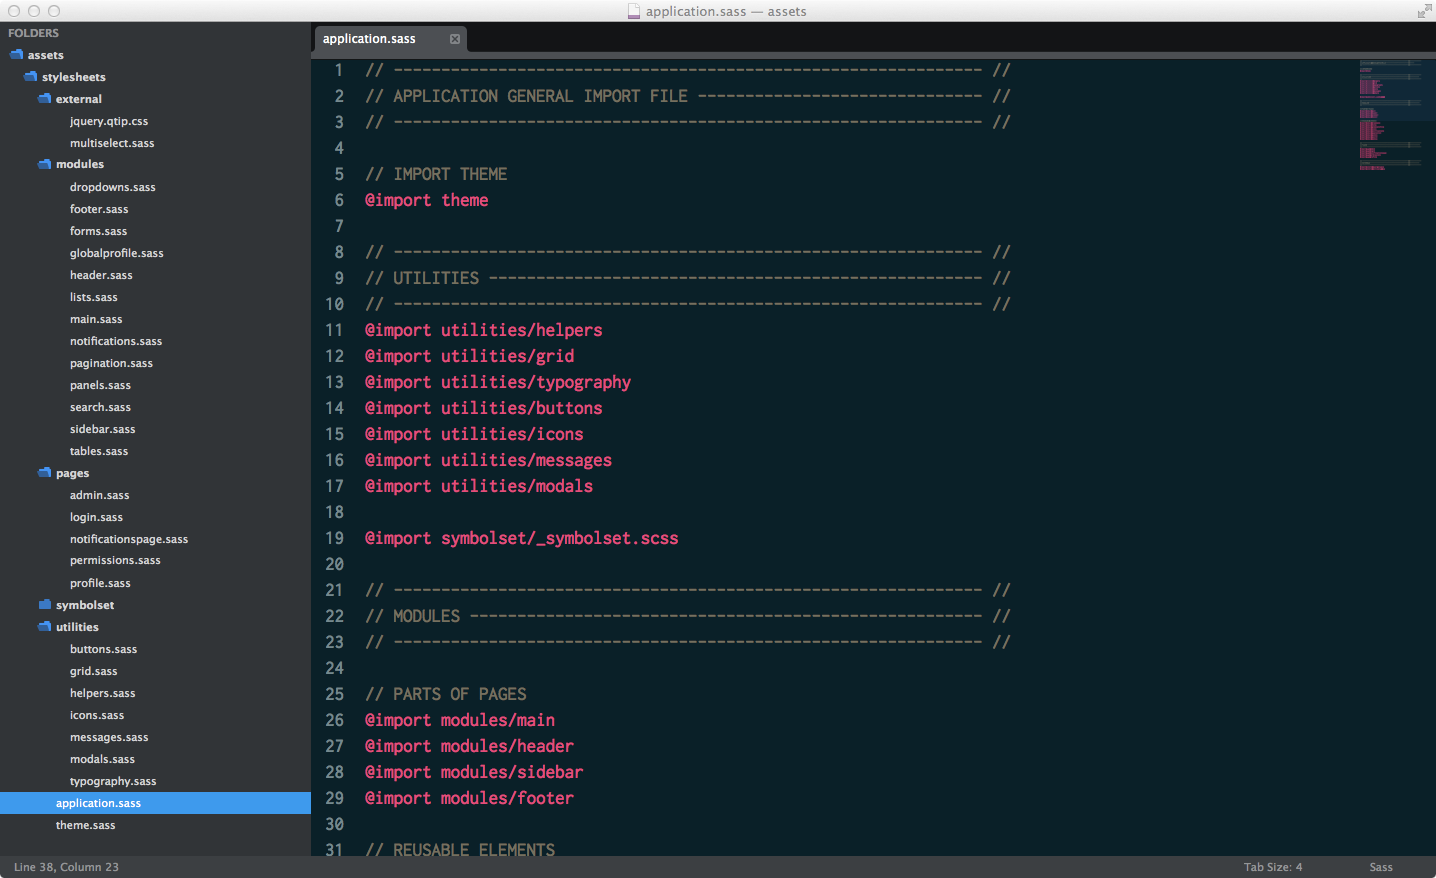 application.sass — assets
FOLDERS
assets
stylesheets
external
jquery.qtip.css
multiselect.sass
modules
dropdowns.sass
footer.sass
forms.sass
globalprofile.sass
header.sass
lists.sass
main.sass
notifications.sass
pagination.sass
panels.sass
search.sass
sidebar.sass
tables.sass
pages
admin.sass
login.sass
notificationspage.sass
permissions.sass
profile.sass
symbolset
utilities
buttons.sass
grid.sass
helpers.sass
icons.sass
messages.sass
modals.sass
typography.sass
application.sass
theme.sass
application.sass
1 // -------------------------------------------------------------- //
2 // APPLICATION GENERAL IMPORT FILE ------------------------------ //
3 // -------------------------------------------------------------- //
4
5 // IMPORT THEME
6 @import theme
7
8 // -------------------------------------------------------------- //
9 // UTILITIES ---------------------------------------------------- //
10 // -------------------------------------------------------------- //
11 @import utilities/helpers
12 @import utilities/grid
13 @import utilities/typography
14 @import utilities/buttons
15 @import utilities/icons
16 @import utilities/messages
17 @import utilities/modals
18
19 @import symbolset/_symbolset.scss
20
21 // -------------------------------------------------------------- //
22 // MODULES ------------------------------------------------------ //
23 // -------------------------------------------------------------- //
24
25 // PARTS OF PAGES
26 @import modules/main
27 @import modules/header
28 @import modules/sidebar
29 @import modules/footer
30
31 // REUSABLE ELEMENTS
Line 38, Column 23
Tab Size: 4
Sass